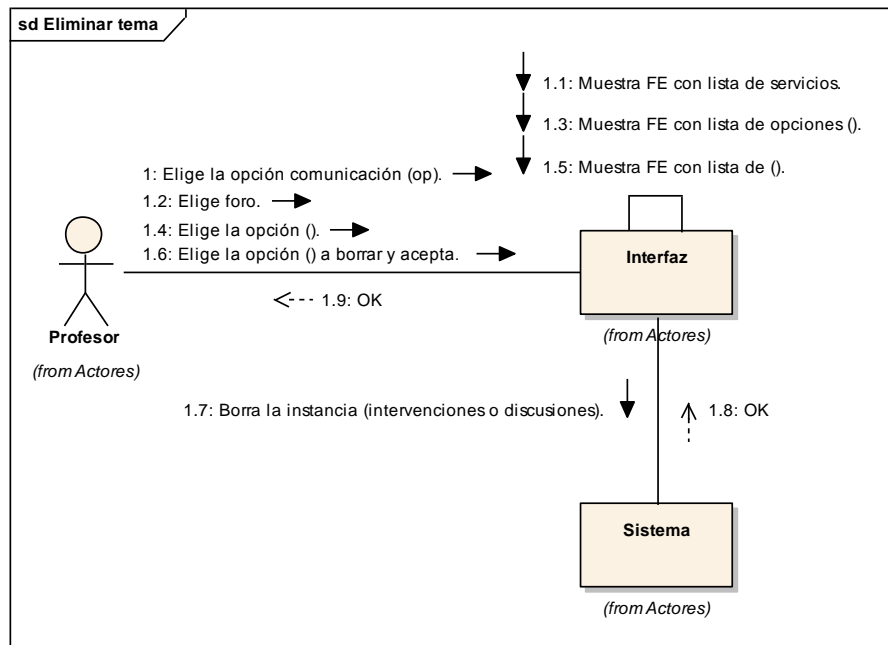 sd Eliminar tema
1.1: Muestra FE con lista de servicios.
1.3: Muestra FE con lista de opciones ().
1.5: Muestra FE con lista de ().
1: Elige la opción comunicación (op).
1.2: Elige foro.
1.4: Elige la opción ().
1.6: Elige la opción () a borrar y acepta.
Interfaz
1.9: OK
Profesor
(from Actores)
(from Actores)
1.7: Borra la instancia (intervenciones o discusiones).
1.8: OK
Sistema
(from Actores)